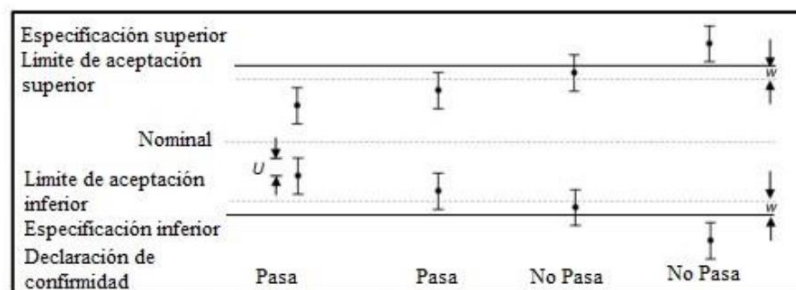 Especificación superior
Limite de aceptación
superior
w
Nominal
U
Limite de aceptación
inferior
w
Especificación inferior
Declaración de
confirmidad
Pasa
Pasa
No Pasa
No Pasa